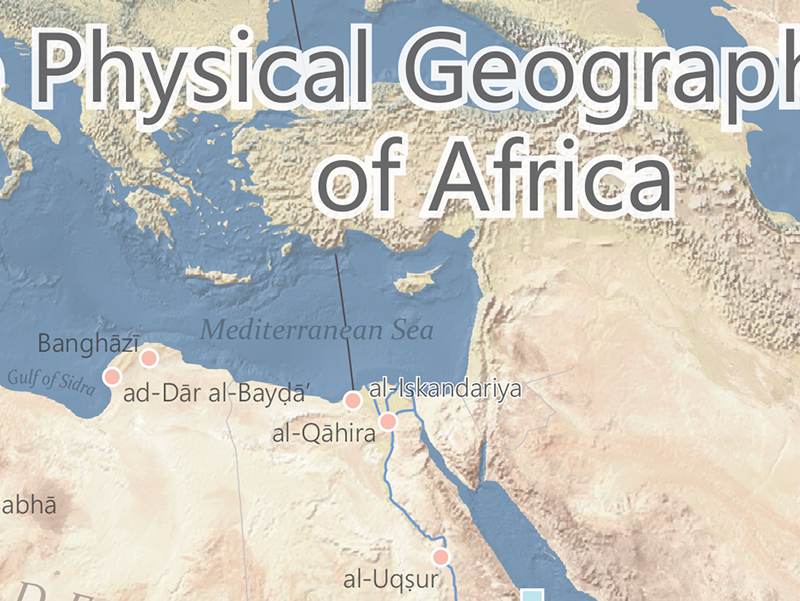 Physical Geograph
of Africa
Mediterranean Sea
Banghāzī
Gulf of Sidra
ad-Dār al-Bayḍā’
al-Iskandariya
al-Qāhira
abhā
al-Uqṣur
D E